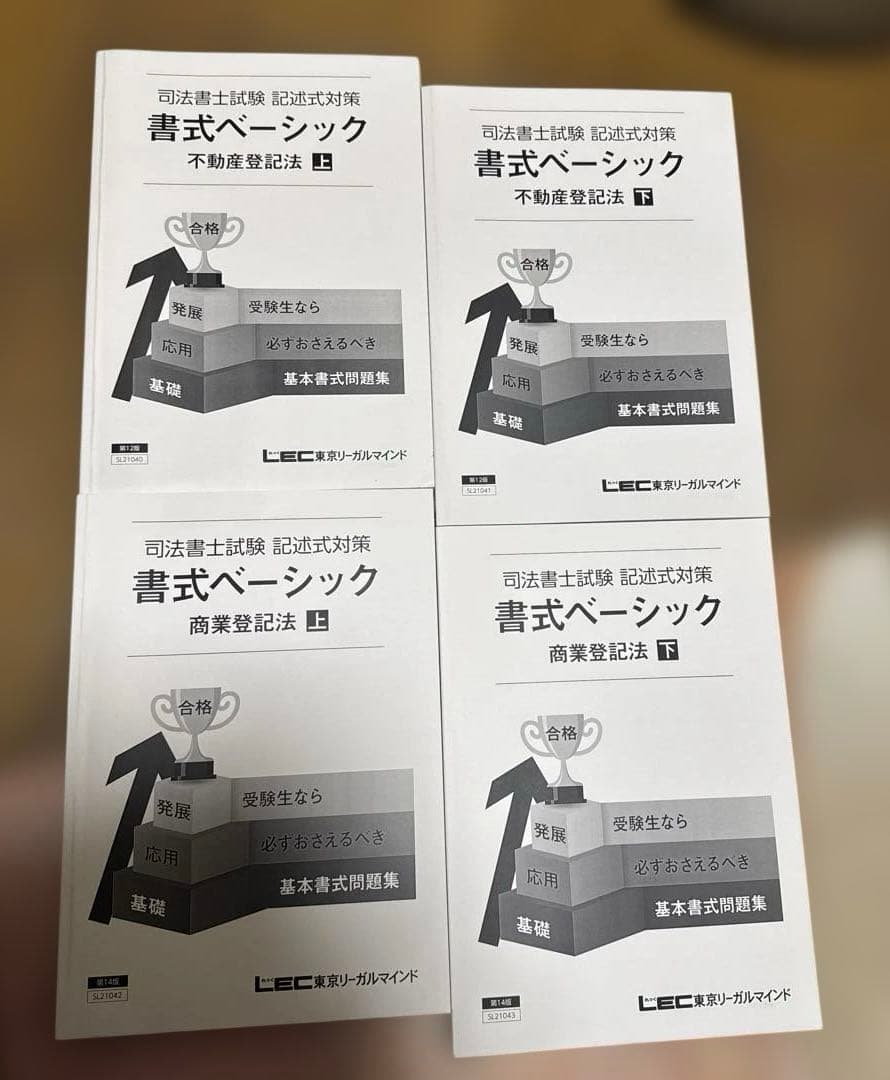 司法書士試験 記述式対策
書式ベーシック
不動産登記法 上
合格
発展
受験生なら
応用
必ずおさえるべき
基礎
基本書式問題集
第12版
SL21040
LEC東京リーガルマインド
司法書士試験 記述式対策
書式ベーシック
不動産登記法 下
合格
発展
受験生なら
応用
必ずおさえるべき
基礎
基本書式問題集
第12版
SL21041
LEC東京リーガルマインド
司法書士試験 記述式対策
書式ベーシック
商業登記法 上
合格
発展
受験生なら
応用
必ずおさえるべき
基礎
基本書式問題集
第14版
SL21042
LEC東京リーガルマインド
司法書士試験 記述式対策
書式ベーシック
商業登記法 下
合格
発展
受験生なら
応用
必ずおさえるべき
基礎
基本書式問題集
第14版
SL21043
LEC東京リーガルマインド